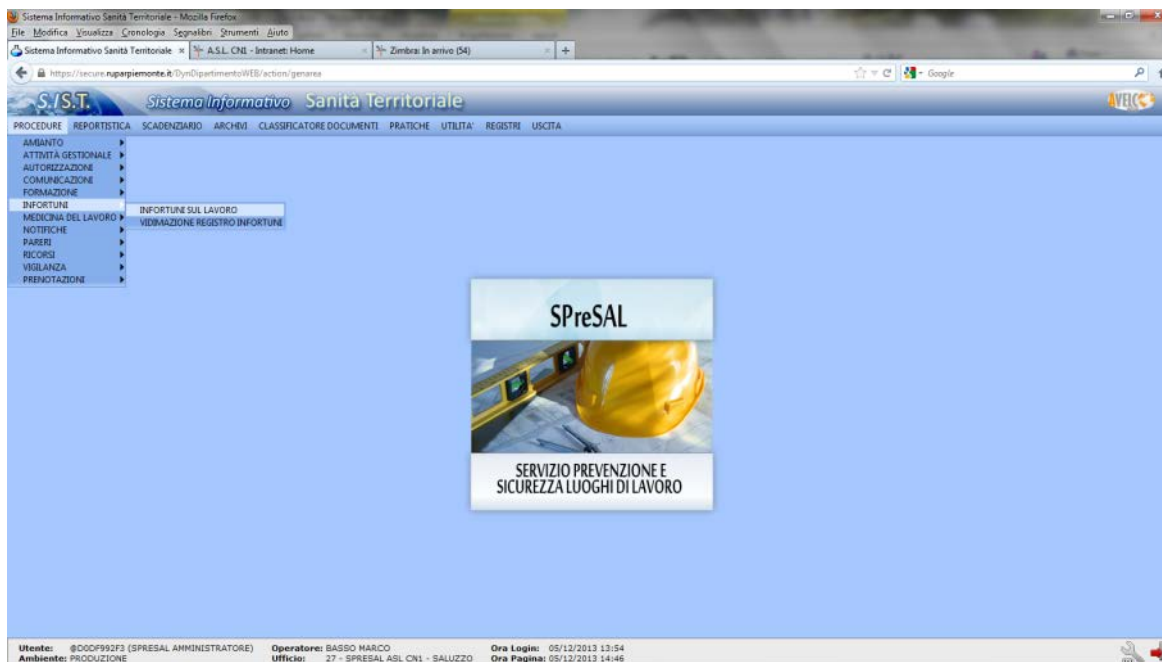 Sistema Informativo Sanità Territoriale - Mozilla Firefox
File Modifica Visualizza Cronologia Segnalibri Strumenti Aiuto
Sistema Informativo Sanità Territoriale × A.S.L. CN1 - Intranet: Home × Zimbra: In arrivo (54) × +
https://secure.ruparpiemonte.it/DynDipartimentoWEB/action/genarea Google
S.I.S.T. Sistema Informativo Sanità Territoriale
PROCEDURE REPORTISTICA SCADENZIARIO ARCHIVI CLASSIFICATORE DOCUMENTI PRATICHE UTILITA' REGISTRI USCITA
AMIANTO
ATTIVITÀ GESTIONALE
AUTORIZZAZIONI
COMUNICAZIONI
FORMAZIONE
INFORTUNI
INFORTUNI SUL LAVORO
MEDICINA DEL LAVORO
VIDIMAZIONE REGISTRO INFORTUNI
NOTIFICHE
PARERI
RICORSI
VIGILANZA
PRENOTAZIONI
SPreSAL
SERVIZIO PREVENZIONE E
SICUREZZA LUOGHI DI LAVORO
Utente: @D0DF992F3 (SPRESAL AMMINISTRATORE) Operatore: BASSO MARCO Ora Login: 05/12/2013 13:54
Ambiente: PRODUZIONE Ufficio: 27 - SPRESAL ASL CN1 - SALUZZO Ora Pagina: 05/12/2013 14:46